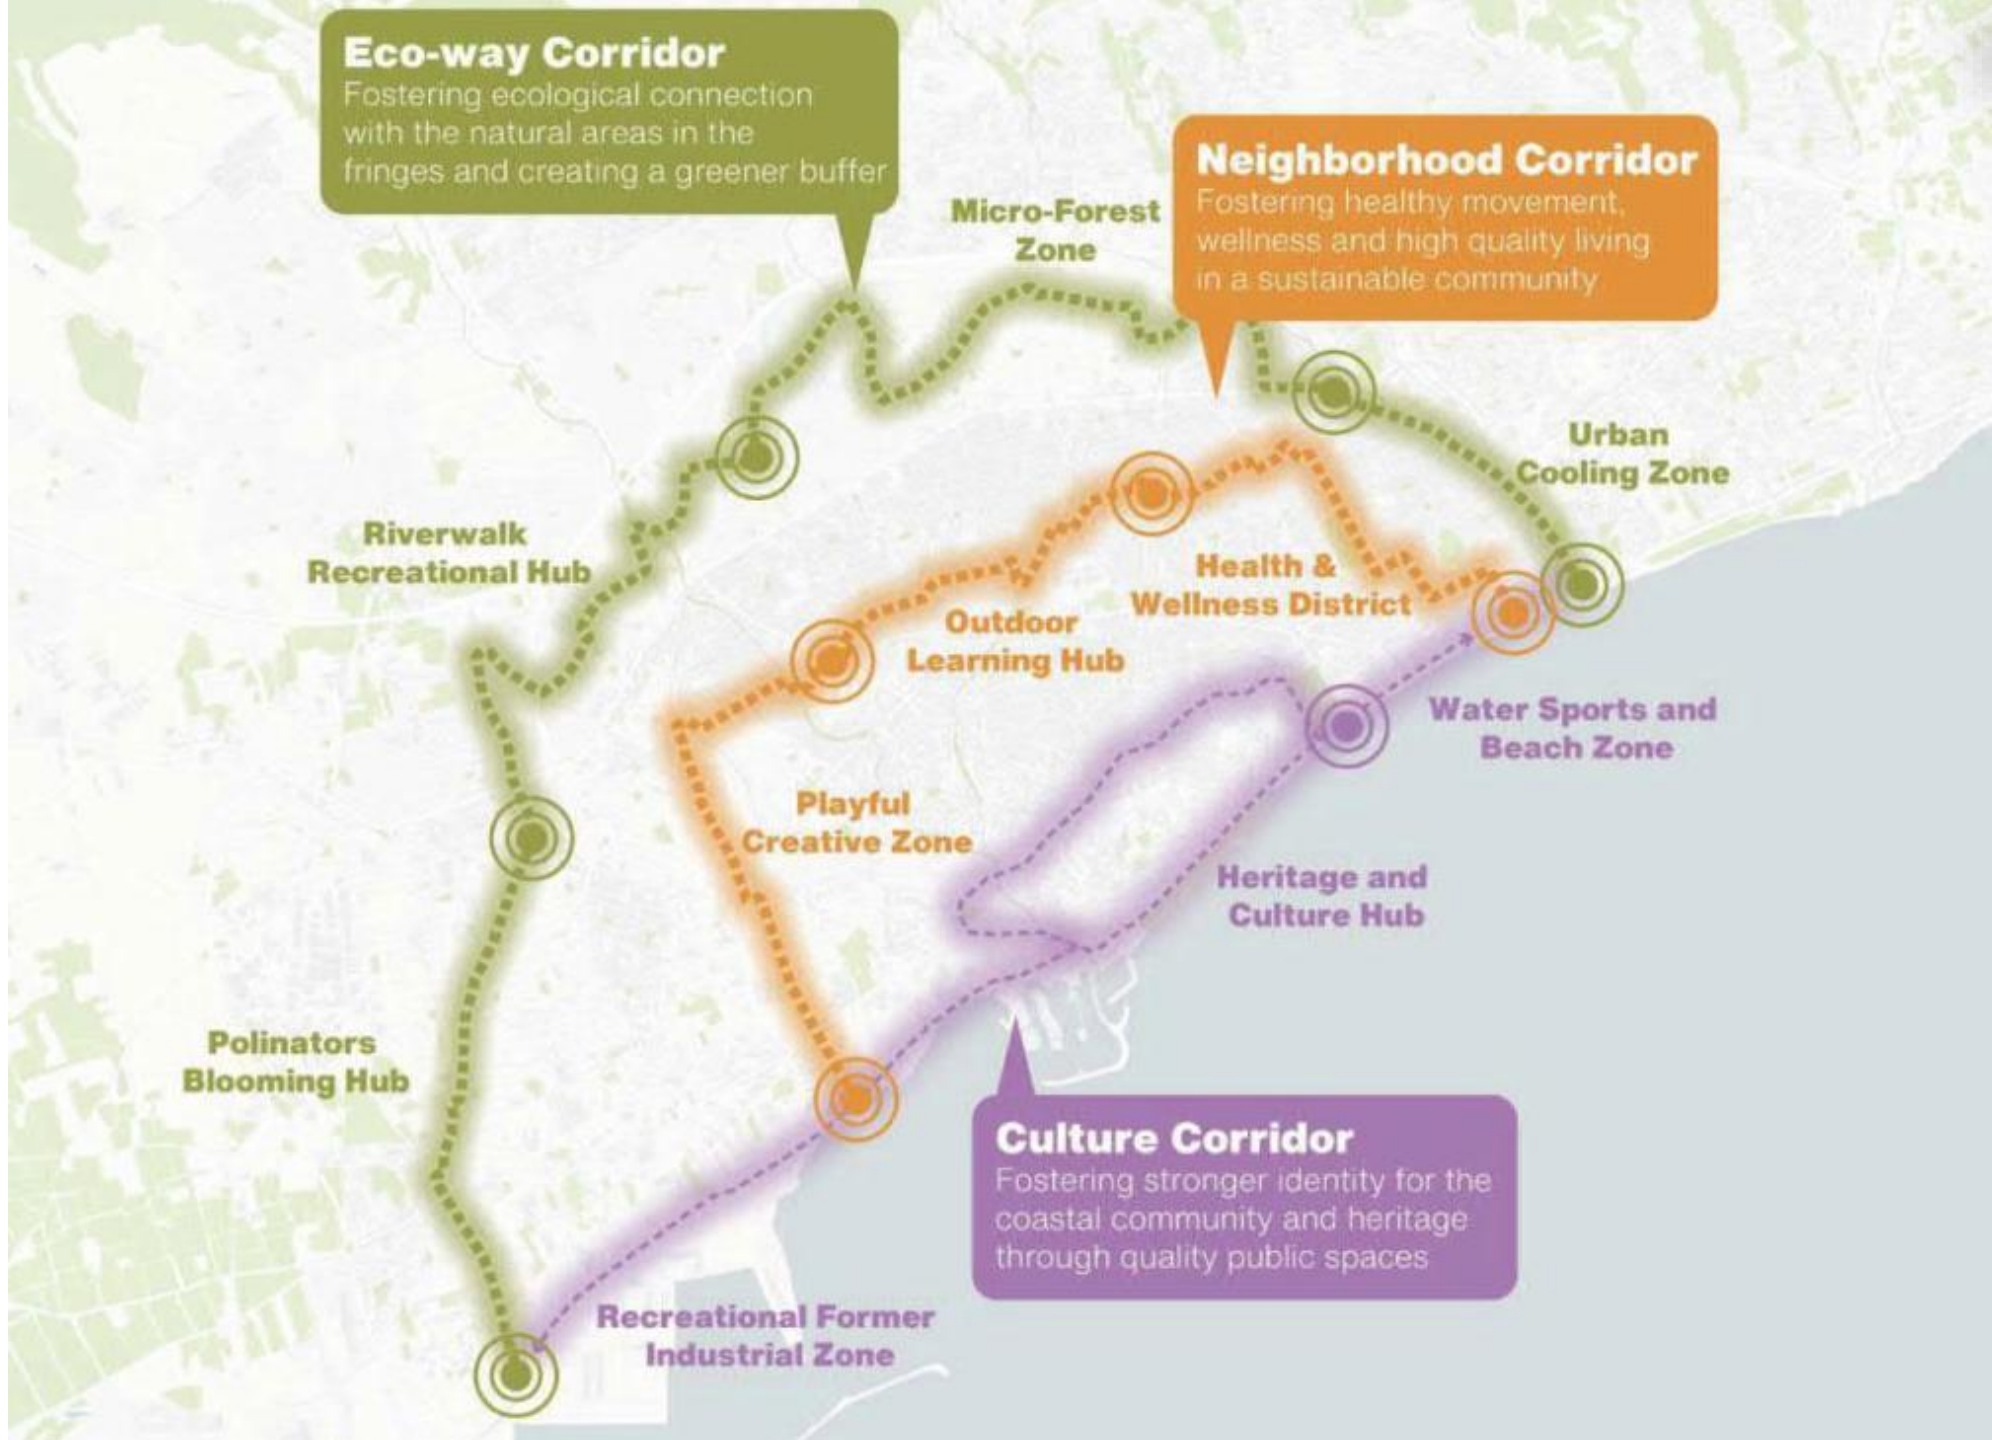 Eco-way Corridor
Fostering ecological connection
with the natural areas in the
fringes and creating a greener buffer
Neighborhood Corridor
Fostering healthy movement,
wellness and high quality living
in a sustainable community
Micro-Forest
Zone
Urban
Cooling Zone
Riverwalk
Recreational Hub
Health &
Wellness District
Outdoor
Learning Hub
Water Sports and
Beach Zone
Playful
Creative Zone
Heritage and
Culture Hub
Polinators
Blooming Hub
Culture Corridor
Fostering stronger identity for the
coastal community and heritage
through quality public spaces
Recreational Former
Industrial Zone